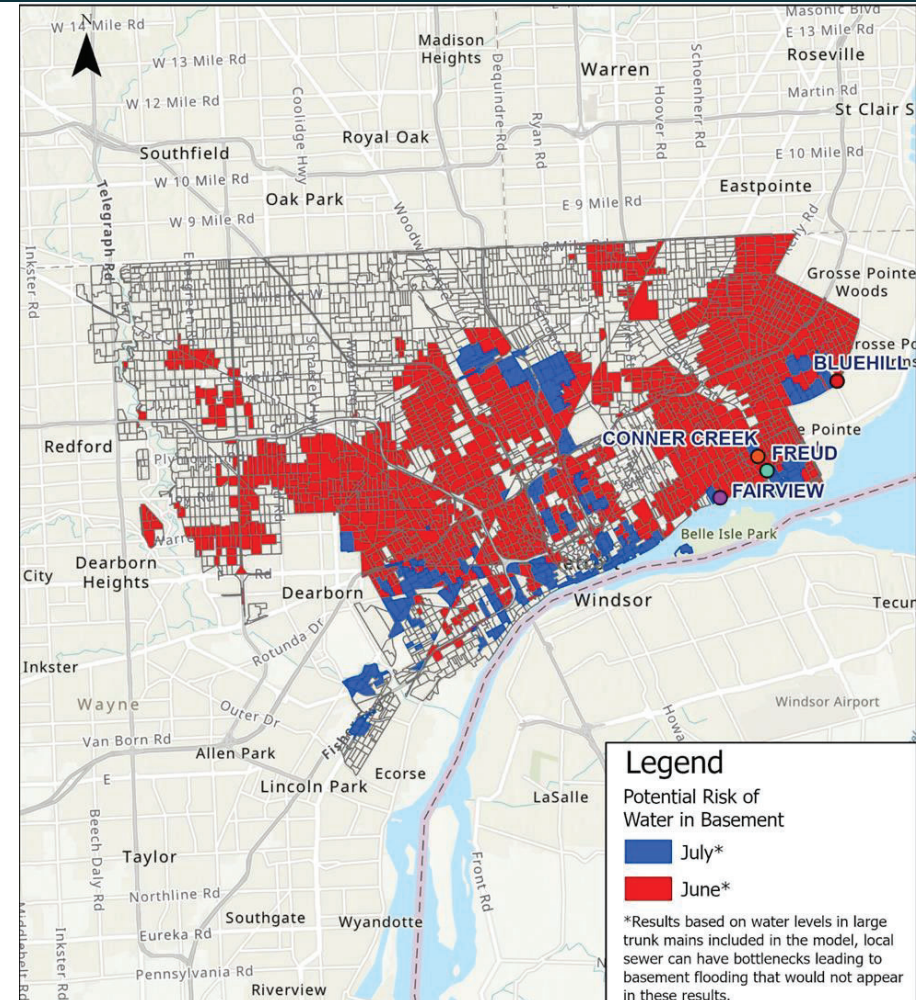 N
W 14 Mile Rd
Masonic Blvd
E 13 Mile Rd
Madison
Heights
Roseville
W 13 Mile Rd
Warren
Dequindre Rd
Schoenherr Rd
Martin Rd
W 12 Mile Rd
Coolidge Hwy
Ryan Rd
Hoover Rd
St Clair S
Royal Oak
Southfield
E 10 Mile Rd
W 10 Mile Rd
Telegraph Rd
Eastpointe
Oak Park
E 9 Mile Rd
W 9 Mile Rd
Inkster Rd
Grosse Pointe
Woods
BLUEHILL
e Pointe
CONNER CREEK
FREUD
Redford
FAIRVIEW
Belle Isle Park
Dearborn
Heights
City
Rd
Dearborn
Windsor
Tecum
Rotunda Dr
Inkster
Wayne
Outer Dr
Windsor Airport
Van Born Rd
Allen Park
E
Ecorse
Lincoln Park
LaSalle
Beech Daly Rd
Taylor
Front Rd
Northline Rd
Southgate
Wyandotte
Eureka Rd
Inkster Rd
Middlebelt Rd
Pennsylvania Rd
Riverview
Legend
Potential Risk of
Water in Basement
July*
June*
*Results based on water levels in large
trunk mains included in the model, local
sewer can have bottlenecks leading to
basement flooding that would not appear
in these results.